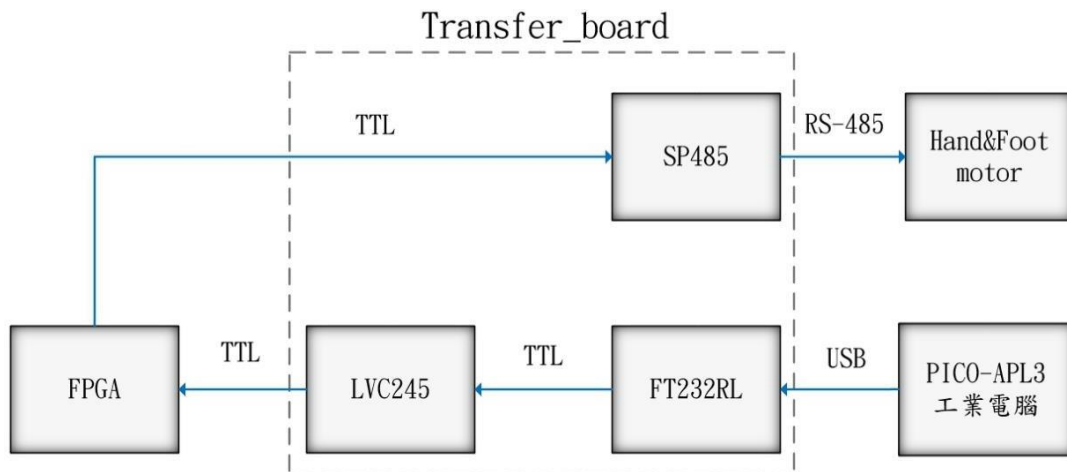 Transfer_board
TTL
SP485
RS-485
Hand&Foot
motor
FPGA
TTL
LVC245
TTL
FT232RL
USB
PICO-APL3
工業電腦